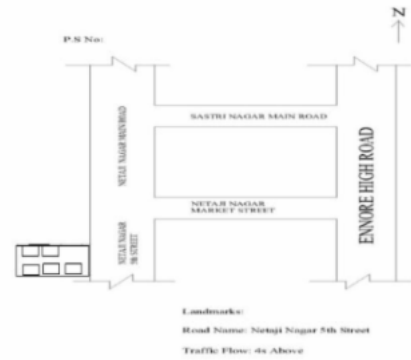 N
P.S No:
SASTRI NAGAR MAIN ROAD
NETAJI NAGAR MAIN ROAD
ENNORE HIGH ROAD
NETAJI NAGAR
MARKET STREET
NETAJI NAGAR
5th STREET
Landmarks:
Road Name: Netaji Nagar 5th Street
Traffic Flow: 4s Above